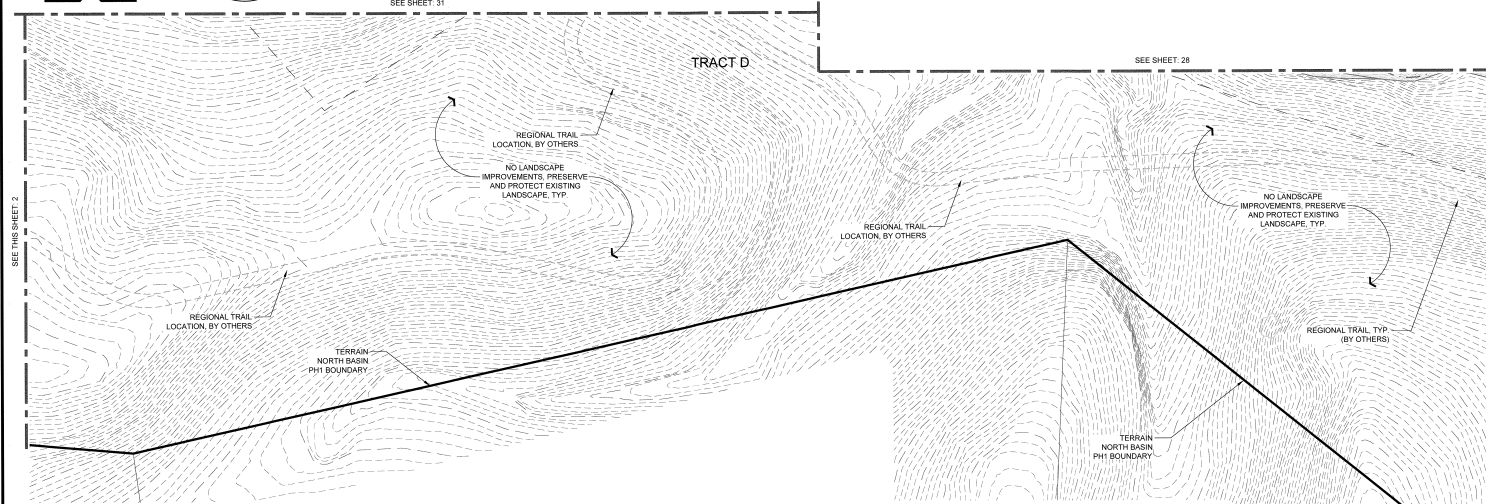 SEE SHEET: 31
TRACT D
SEE SHEET: 28
REGIONAL TRAIL
LOCATION, BY OTHERS
NO LANDSCAPE
IMPROVEMENTS, PRESERVE
AND PROTECT EXISTING
LANDSCAPE, TYP.
SEE THIS SHEET: 2
REGIONAL TRAIL
LOCATION, BY OTHERS
NO LANDSCAPE
IMPROVEMENTS, PRESERVE
AND PROTECT EXISTING
LANDSCAPE, TYP.
REGIONAL TRAIL
LOCATION, BY OTHERS
TERRAIN
NORTH BASIN
PH1 BOUNDARY
REGIONAL TRAIL, TYP.
(BY OTHERS)
TERRAIN
NORTH BASIN
PH1 BOUNDARY